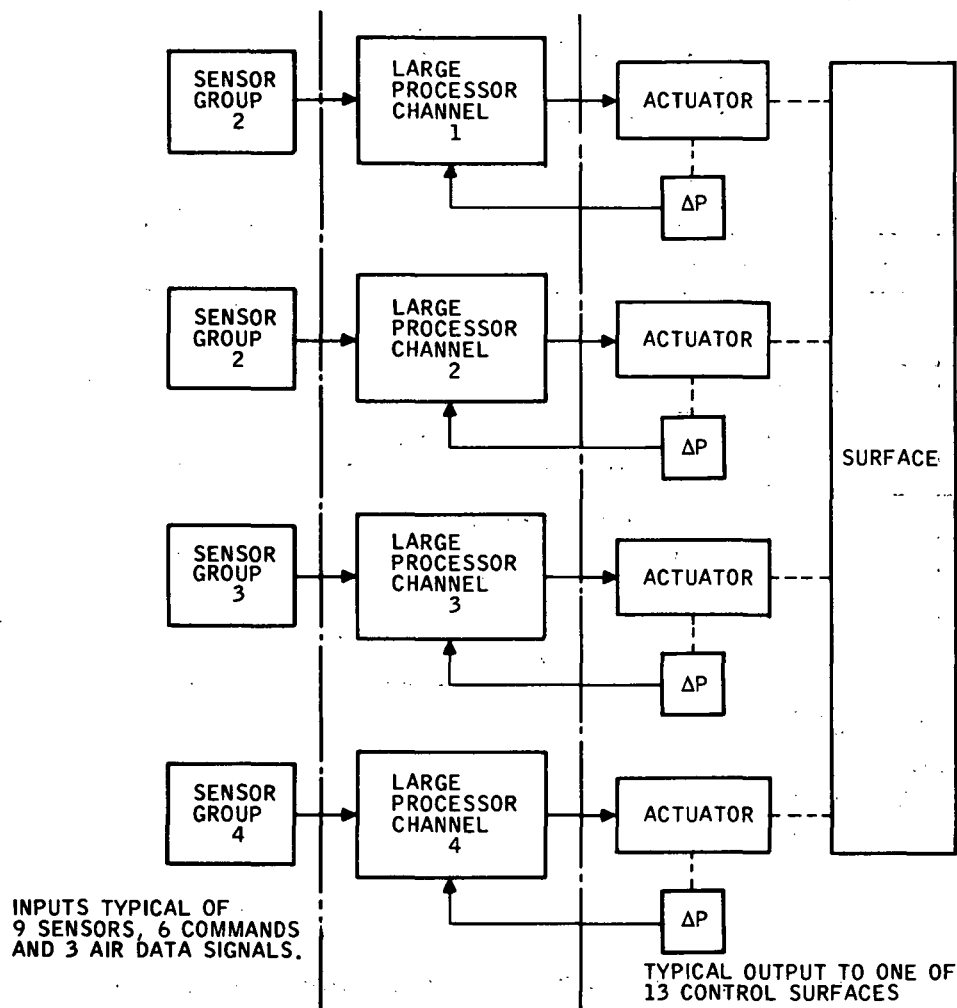 SENSOR
GROUP
2
LARGE
PROCESSOR
CHANNEL
1
ACTUATOR
ΔP
SENSOR
GROUP
2
LARGE
PROCESSOR
CHANNEL
2
ACTUATOR
ΔP
SURFACE
SENSOR
GROUP
3
LARGE
PROCESSOR
CHANNEL
3
ACTUATOR
ΔP
SENSOR
GROUP
4
LARGE
PROCESSOR
CHANNEL
4
ACTUATOR
ΔP
INPUTS TYPICAL OF
9 SENSORS, 6 COMMANDS
AND 3 AIR DATA SIGNALS.
TYPICAL OUTPUT TO ONE OF
13 CONTROL SURFACES